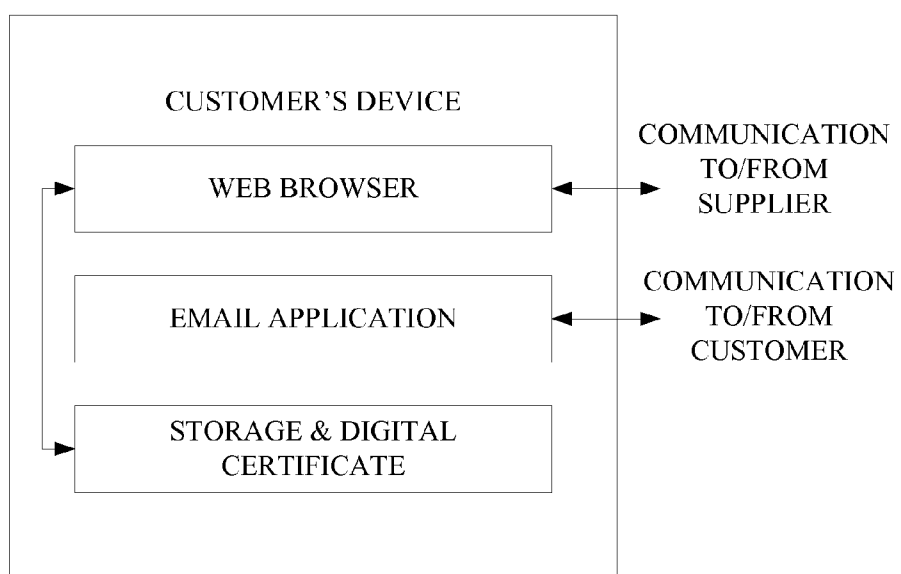 CUSTOMER'S DEVICE
WEB BROWSER
COMMUNICATION
TO/FROM
SUPPLIER
EMAIL APPLICATION
COMMUNICATION
TO/FROM
CUSTOMER
STORAGE & DIGITAL
CERTIFICATE